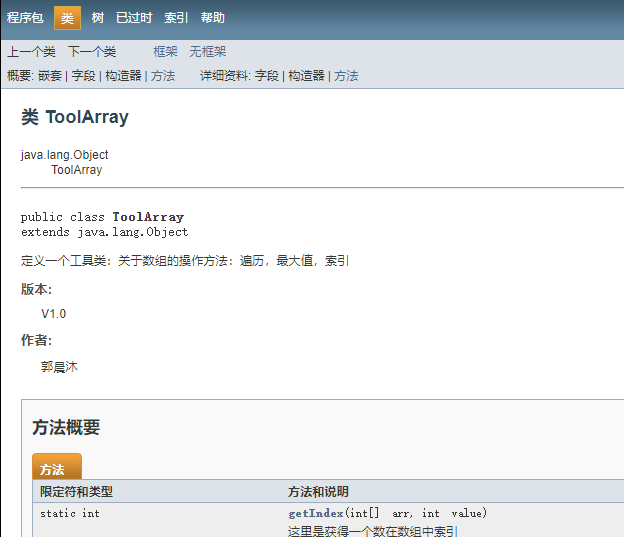 程序包 类 树 已过时 索引 帮助
上一个类 下一个类 框架 无框架
概要: 嵌套 | 字段 | 构造器 | 方法 详细资料: 字段 | 构造器 | 方法
类 ToolArray
java.lang.Object
ToolArray
public class ToolArray
extends java.lang.Object
定义一个工具类：关于数组的操作方法：遍历，最大值，索引
版本:
V1.0
作者:
郭晨沐
方法概要
方法
限定符和类型 方法和说明
static int getIndex(int[] arr, int value)
这里是获得一个数在数组中索引